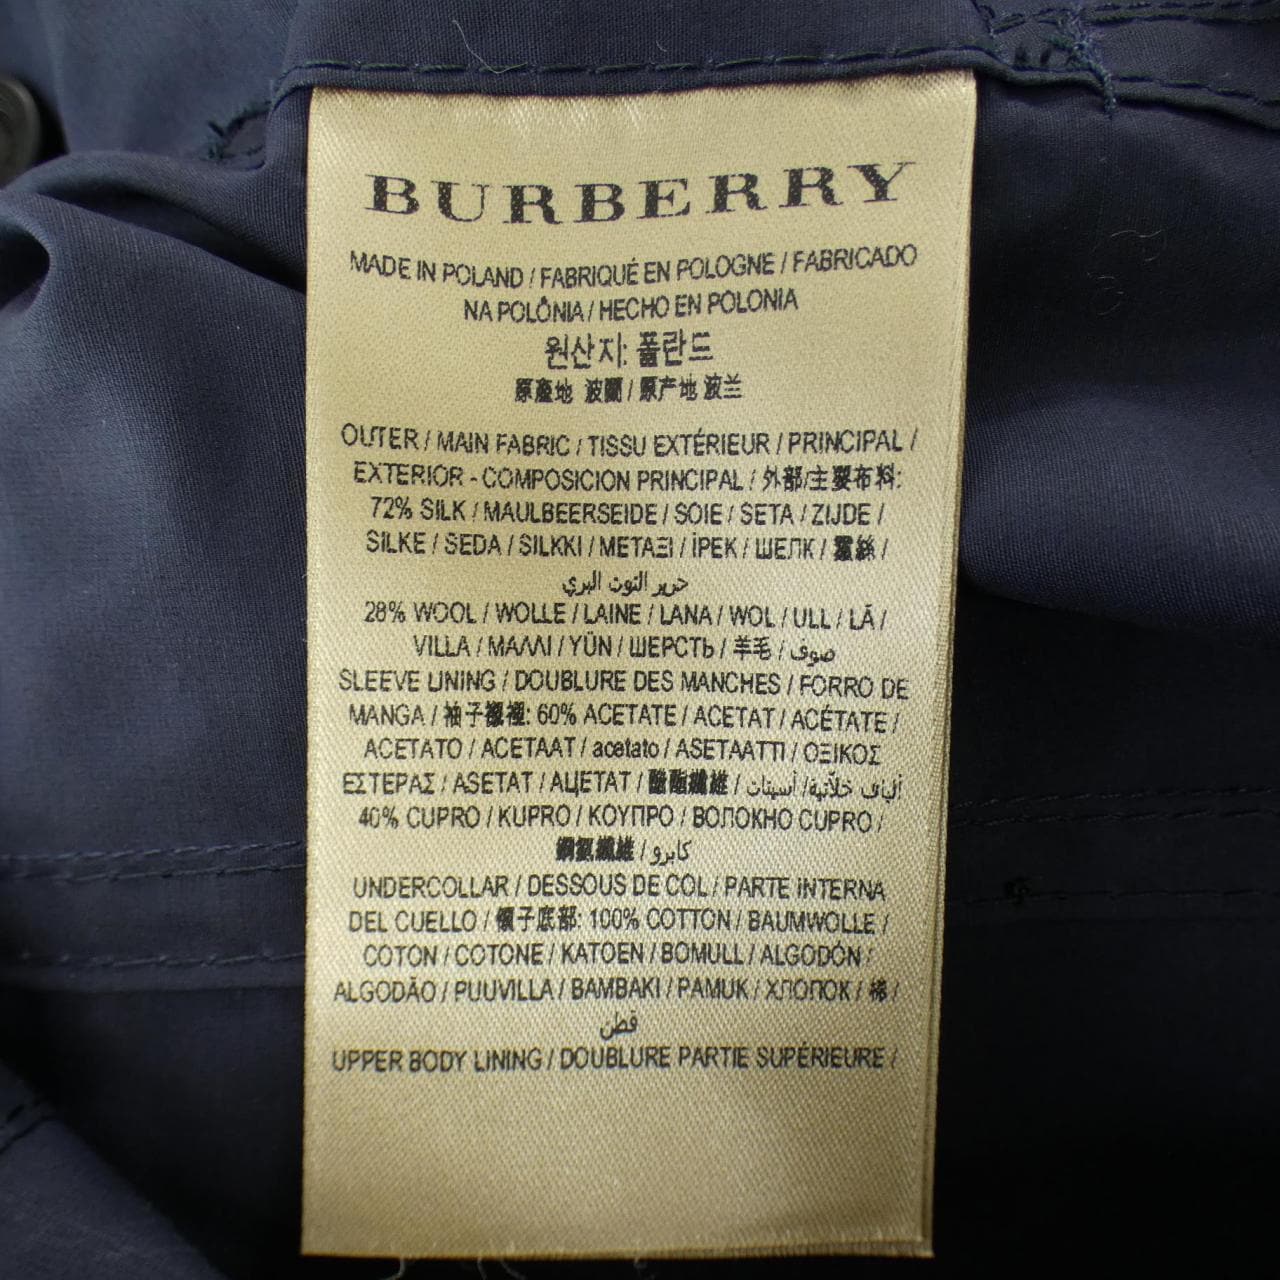 BURBERRY
MADE IN POLAND / FABRIQUÉ EN POLOGNE / FABRICADO
NA POLÔNIA / HECHO EN POLONIA
원산지: 폴란드
原產地 波蘭 / 原产地 波兰
OUTER / MAIN FABRIC / TISSU EXTÉRIEUR / PRINCIPAL /
EXTERIOR - COMPOSICION PRINCIPAL / 外部/主要布料:
72% SILK / MAULBEERSEIDE / SOIE / SETA / ZIJDE /
SILKE / SEDA / SILKKI / ΜΕΤΑΞΙ / İPEK / ШЕЛК / 蠶絲 /
حرير التوت البري
28% WOOL / WOLLE / LAINE / LANA / WOL / ULL / LÃ /
VILLA / ΜΑΛΛΙ / YÜN / ШЕРСТЬ / 羊毛 / صوف
SLEEVE LINING / DOUBLURE DES MANCHES / FORRO DE
MANGA / 袖子襯裡: 60% ACETATE / ACETAT / ACÉTATE /
ACETATO / ACETAAT / acetato / ASETAATTI / ΟΞΙΚΟΣ
ΕΣΤΕΡΑΣ / ASETAT / АЦЕТАТ / 醋酯纖維 / ألياف خلّاتية/ أسيتات
40% CUPRO / KUPRO / ΚΟΥΠΡΟ / ВОЛОКНО CUPRO /
銅氨纖維 / كابرو
UNDERCOLLAR / DESSOUS DE COL / PARTE INTERNA
DEL CUELLO / 領子底部: 100% COTTON / BAUMWOLLE /
COTON / COTONE / KATOEN / BOMULL / ALGODÓN /
ALGODÃO / PUUVILLA / ΒΑΜΒΑΚΙ / PAMUK / ХЛОПОК / 棉 /
قطن
UPPER BODY LINING / DOUBLURE PARTIE SUPÉRIEURE /